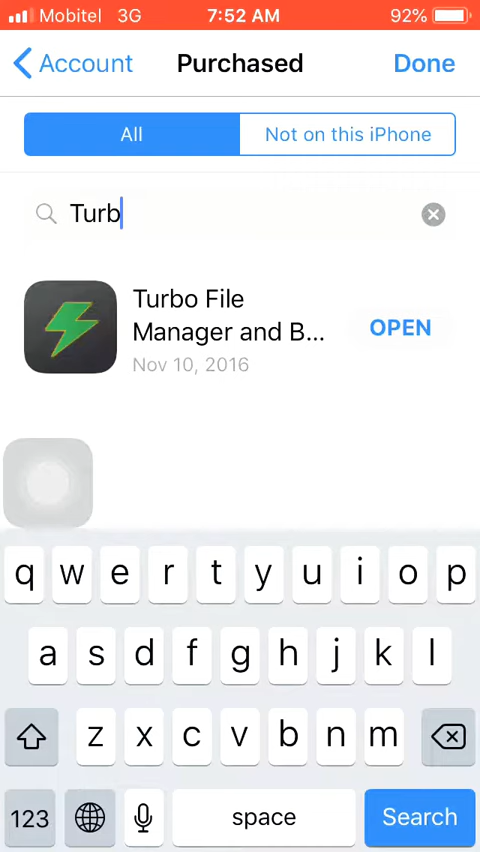 Mobitel 3G 7:52 AM 92%
Account Purchased Done
All Not on this iPhone
Turb
Turbo File
Manager and B...
OPEN
Nov 10, 2016
q w e r t y u i o p
a s d f g h j k l
z x c v b n m
123 space Search